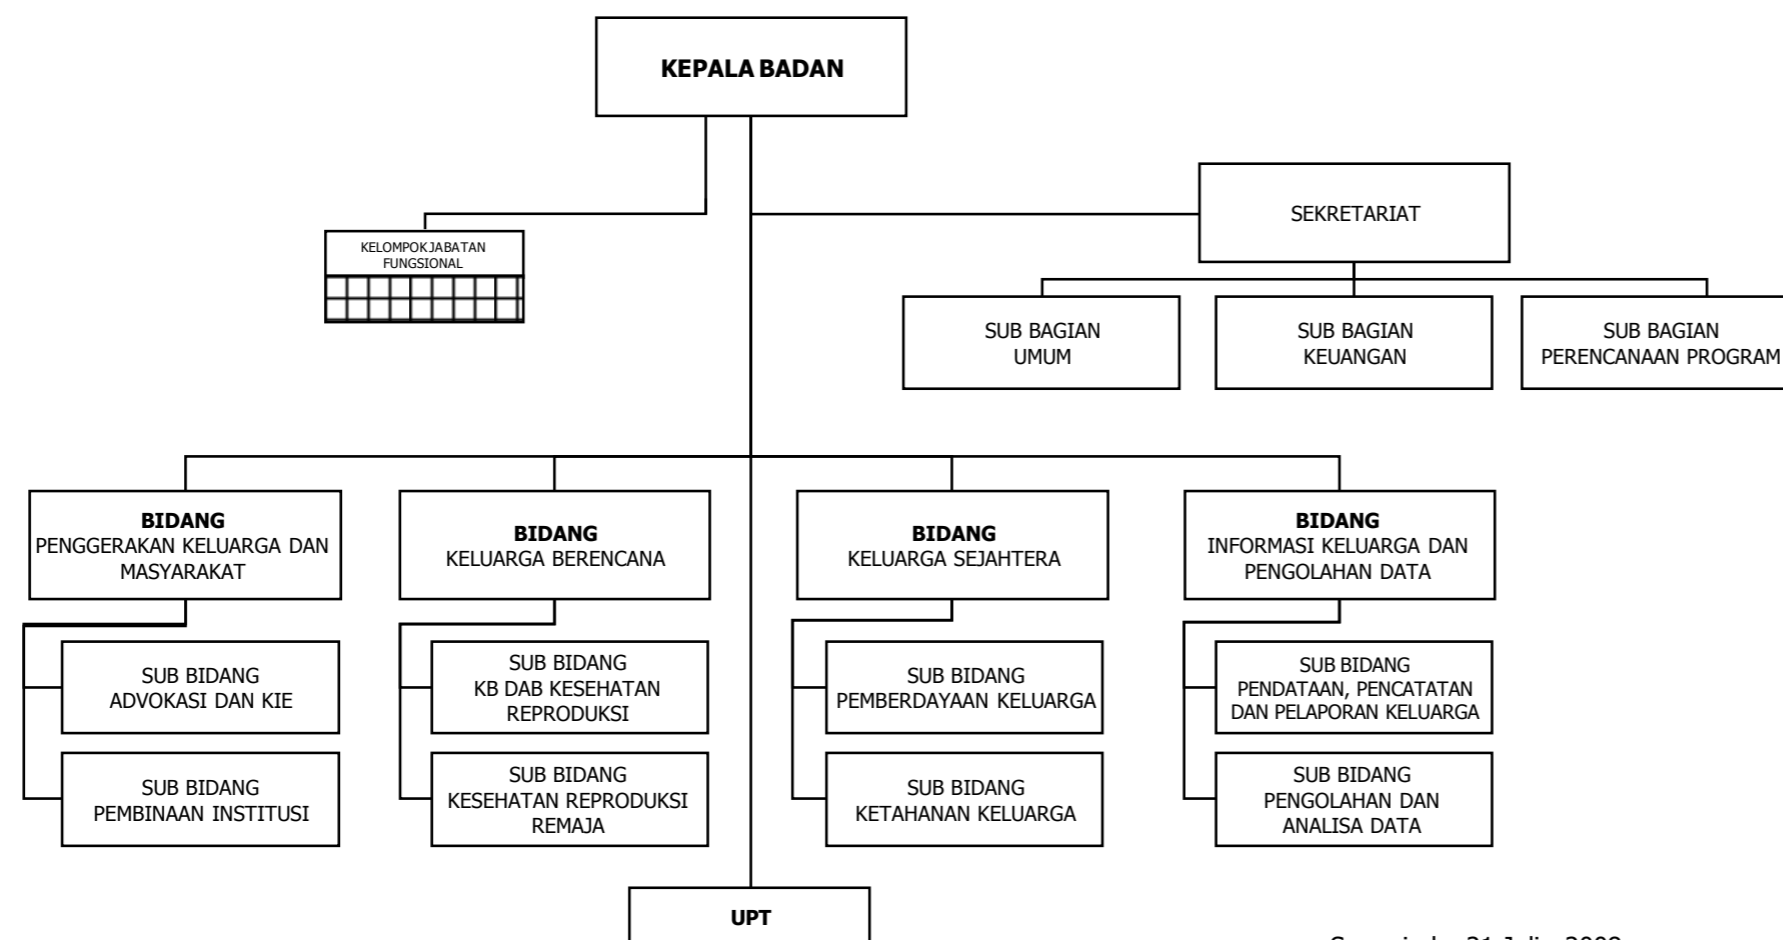 KEPALA BADAN
SEKRETARIAT
KELOMPOK JABATAN
FUNGSIONAL
SUB BAGIAN
UMUM
SUB BAGIAN
KEUANGAN
SUB BAGIAN
PERENCANAAN PROGRAM
BIDANG
PENGGERAKAN KELUARGA DAN
MASYARAKAT
BIDANG
KELUARGA BERENCANA
BIDANG
KELUARGA SEJAHTERA
BIDANG
INFORMASI KELUARGA DAN
PENGOLAHAN DATA
SUB BIDANG
ADVOKASI DAN KIE
SUB BIDANG
KB DAB KESEHATAN
REPRODUKSI
SUB BIDANG
PEMBERDAYAAN KELUARGA
SUB BIDANG
PENDATAAN, PENCATATAN
DAN PELAPORAN KELUARGA
SUB BIDANG
PEMBINAAN INSTITUSI
SUB BIDANG
KESEHATAN REPRODUKSI
REMAJA
SUB BIDANG
KETAHANAN KELUARGA
SUB BIDANG
PENGOLAHAN DAN
ANALISA DATA
UPT